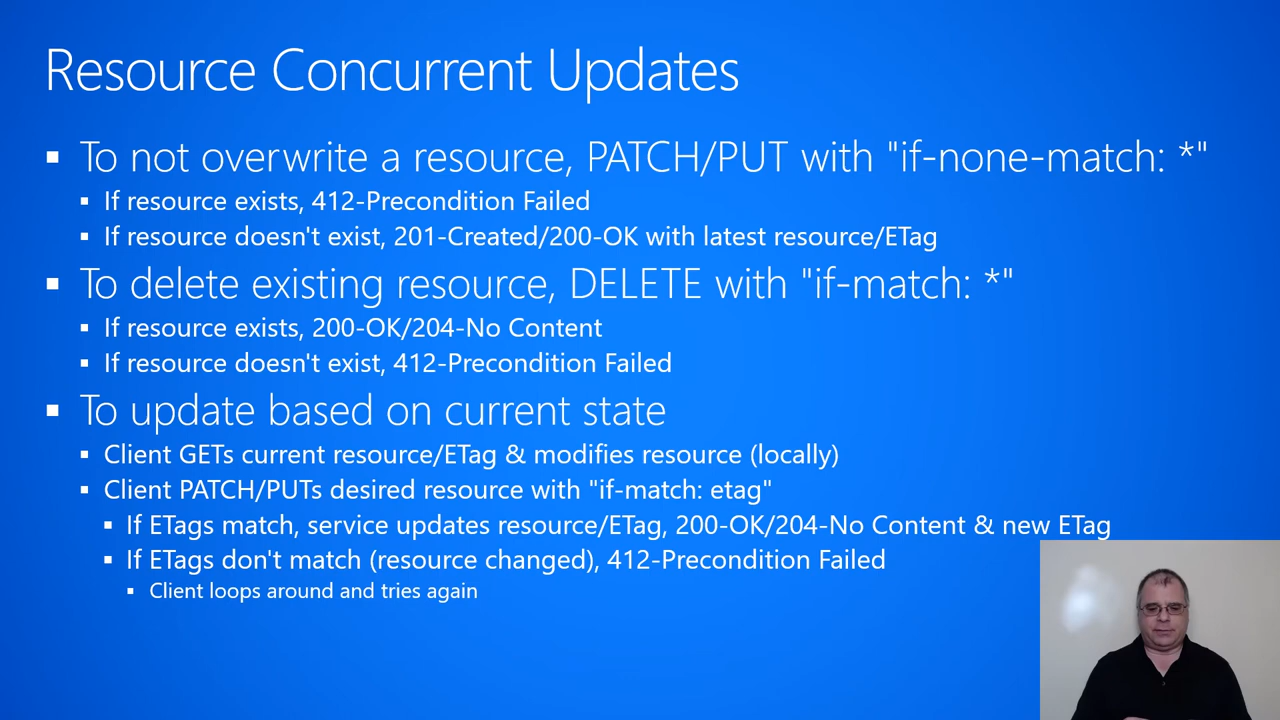 Resource Concurrent Updates
▪ To not overwrite a resource, PATCH/PUT with "if-none-match: *"
▪ If resource exists, 412-Precondition Failed
▪ If resource doesn't exist, 201-Created/200-OK with latest resource/ETag
▪ To delete existing resource, DELETE with "if-match: *"
▪ If resource exists, 200-OK/204-No Content
▪ If resource doesn't exist, 412-Precondition Failed
▪ To update based on current state
▪ Client GETs current resource/ETag & modifies resource (locally)
▪ Client PATCH/PUTs desired resource with "if-match: etag"
▪ If ETags match, service updates resource/ETag, 200-OK/204-No Content & new ETag
▪ If ETags don't match (resource changed), 412-Precondition Failed
▪ Client loops around and tries again